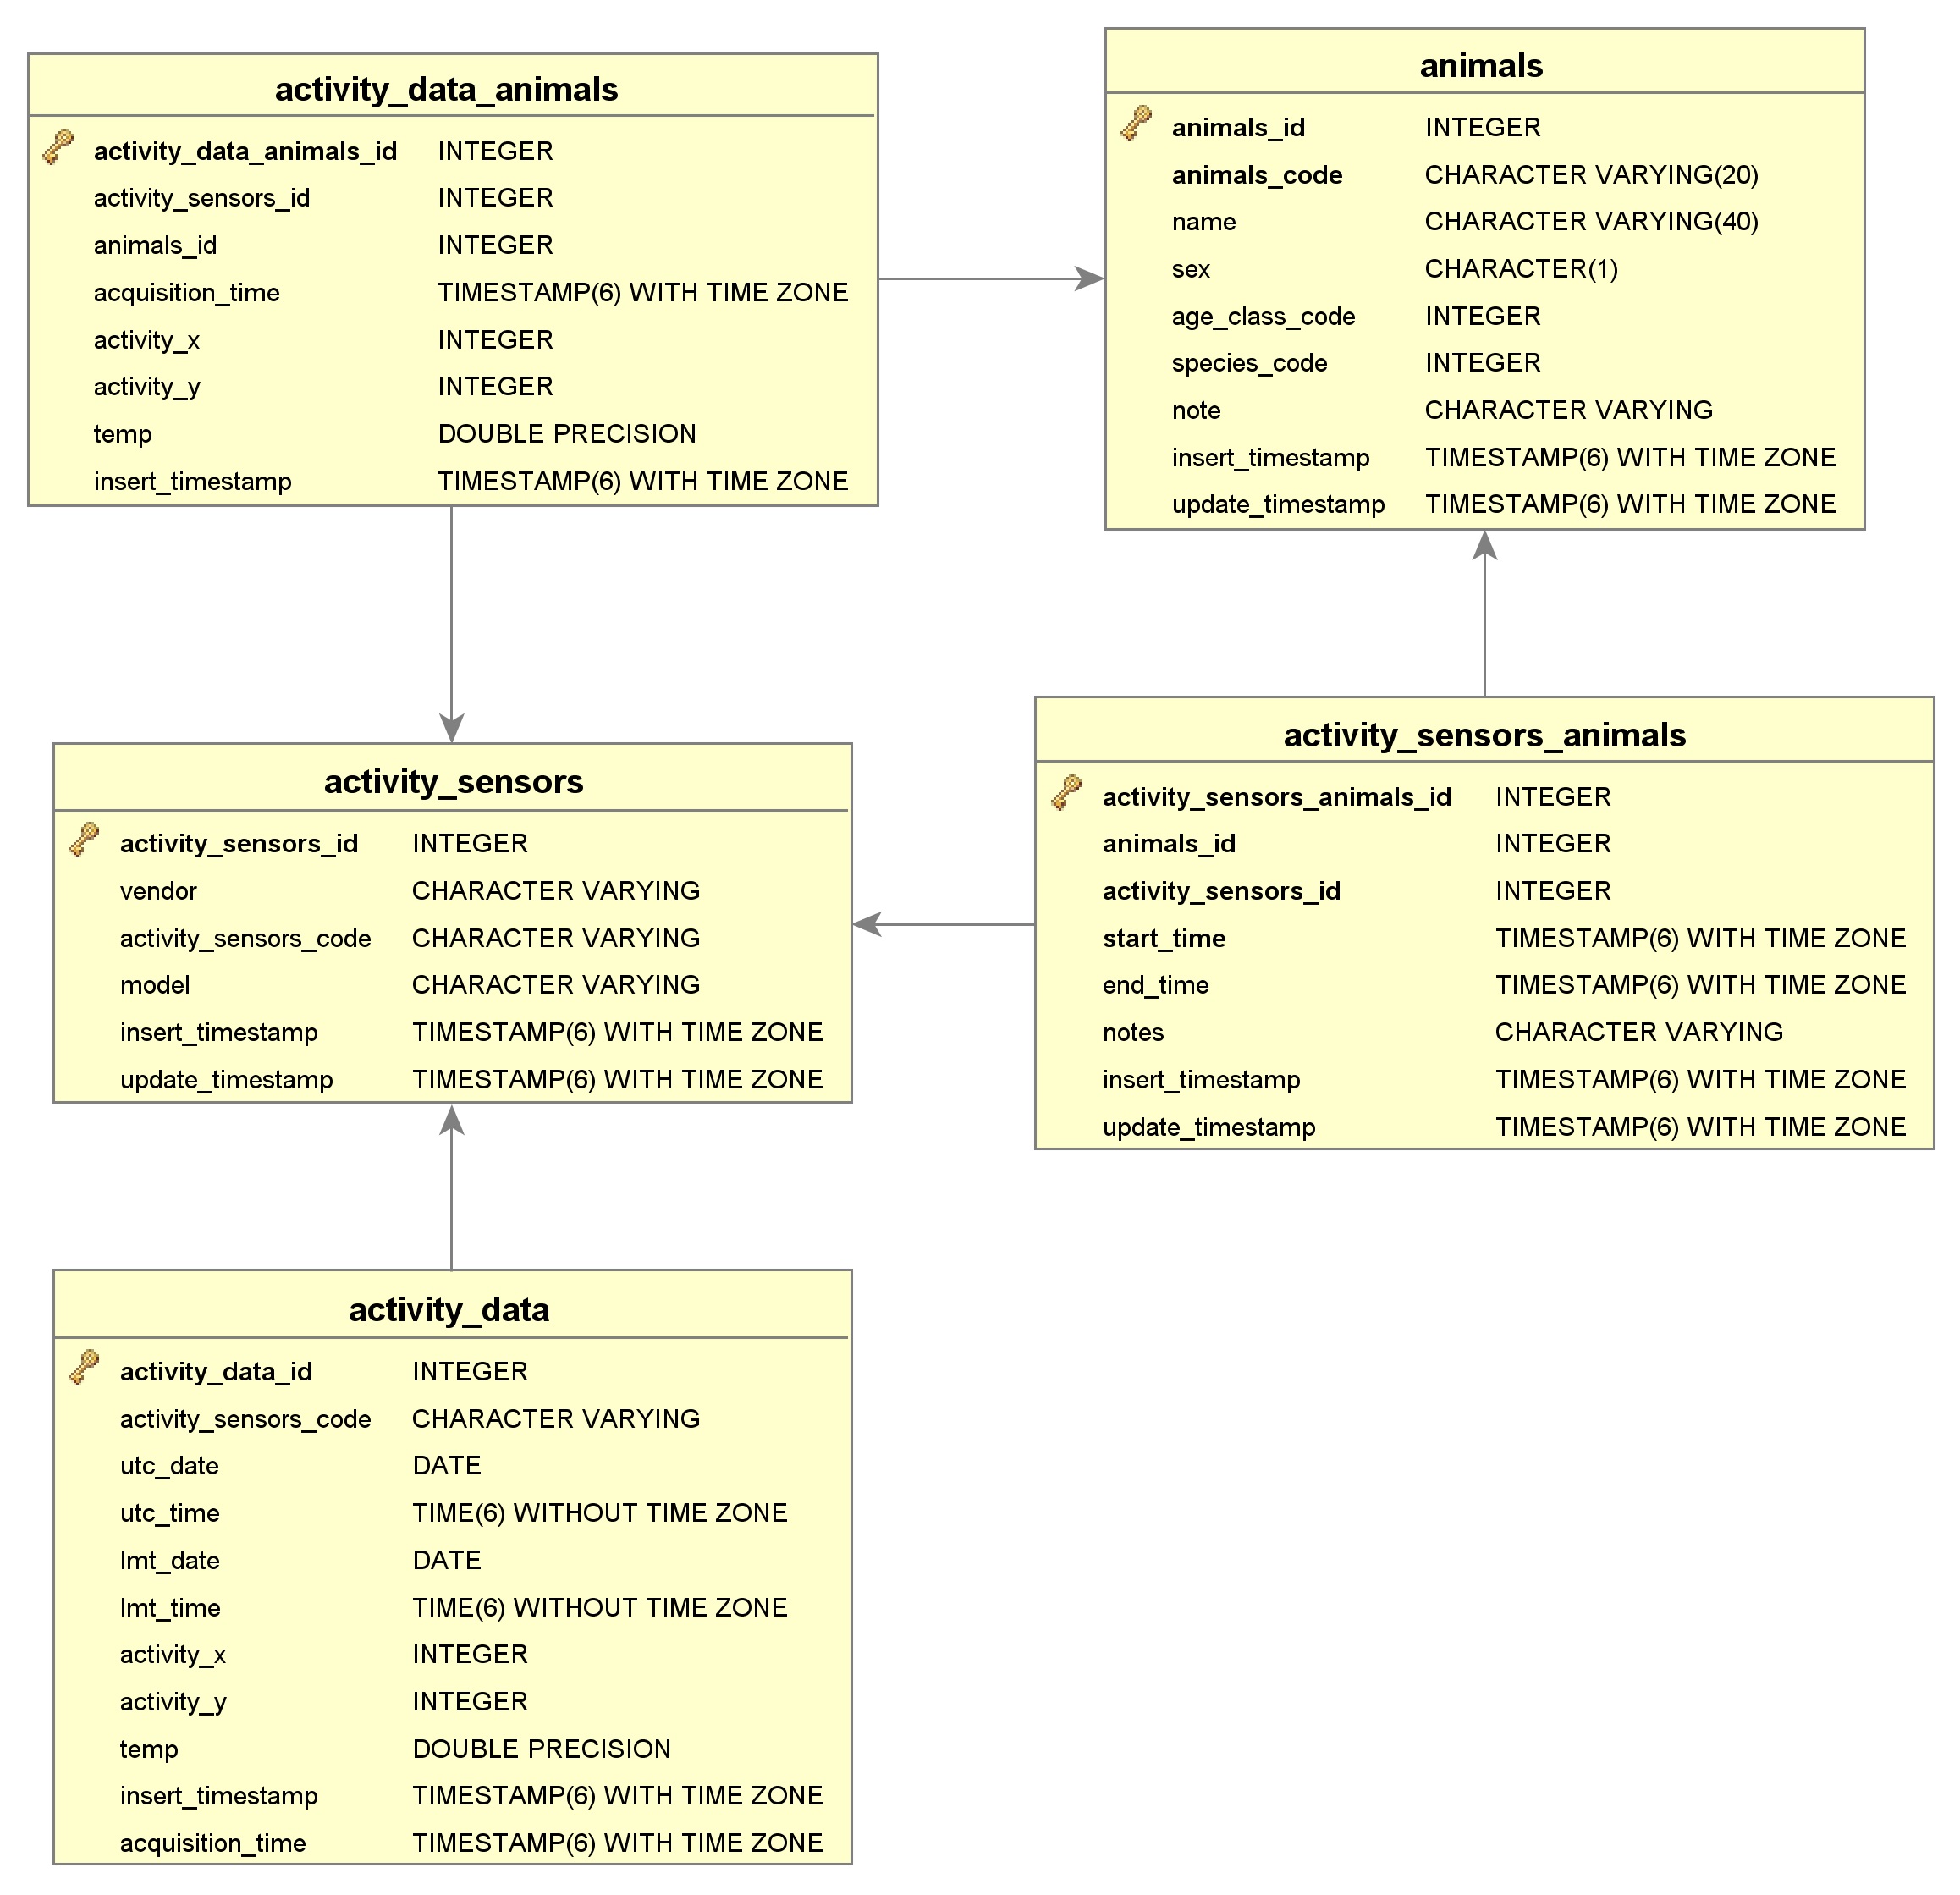 activity_data_animals
activity_data_animals_id INTEGER
activity_sensors_id INTEGER
animals_id INTEGER
acquisition_time TIMESTAMP(6) WITH TIME ZONE
activity_x INTEGER
activity_y INTEGER
temp DOUBLE PRECISION
insert_timestamp TIMESTAMP(6) WITH TIME ZONE
animals
animals_id INTEGER
animals_code CHARACTER VARYING(20)
name CHARACTER VARYING(40)
sex CHARACTER(1)
age_class_code INTEGER
species_code INTEGER
note CHARACTER VARYING
insert_timestamp TIMESTAMP(6) WITH TIME ZONE
update_timestamp TIMESTAMP(6) WITH TIME ZONE
activity_sensors
activity_sensors_id INTEGER
vendor CHARACTER VARYING
activity_sensors_code CHARACTER VARYING
model CHARACTER VARYING
insert_timestamp TIMESTAMP(6) WITH TIME ZONE
update_timestamp TIMESTAMP(6) WITH TIME ZONE
activity_sensors_animals
activity_sensors_animals_id INTEGER
animals_id INTEGER
activity_sensors_id INTEGER
start_time TIMESTAMP(6) WITH TIME ZONE
end_time TIMESTAMP(6) WITH TIME ZONE
notes CHARACTER VARYING
insert_timestamp TIMESTAMP(6) WITH TIME ZONE
update_timestamp TIMESTAMP(6) WITH TIME ZONE
activity_data
activity_data_id INTEGER
activity_sensors_code CHARACTER VARYING
utc_date DATE
utc_time TIME(6) WITHOUT TIME ZONE
lmt_date DATE
lmt_time TIME(6) WITHOUT TIME ZONE
activity_x INTEGER
activity_y INTEGER
temp DOUBLE PRECISION
insert_timestamp TIMESTAMP(6) WITH TIME ZONE
acquisition_time TIMESTAMP(6) WITH TIME ZONE